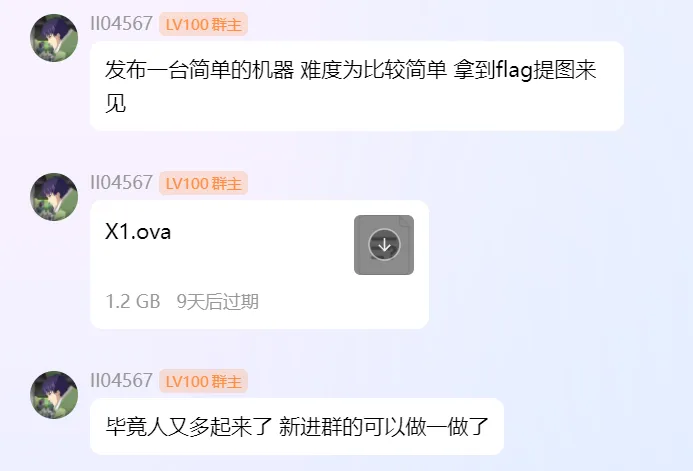 ll04567 LV100 群主
发布一台简单的机器 难度为比较简单 拿到flag提图来
见
ll04567 LV100 群主
X1.ova
1.2 GB 9天后过期
ll04567 LV100 群主
毕竟人又多起来了 新进群的可以做一做了